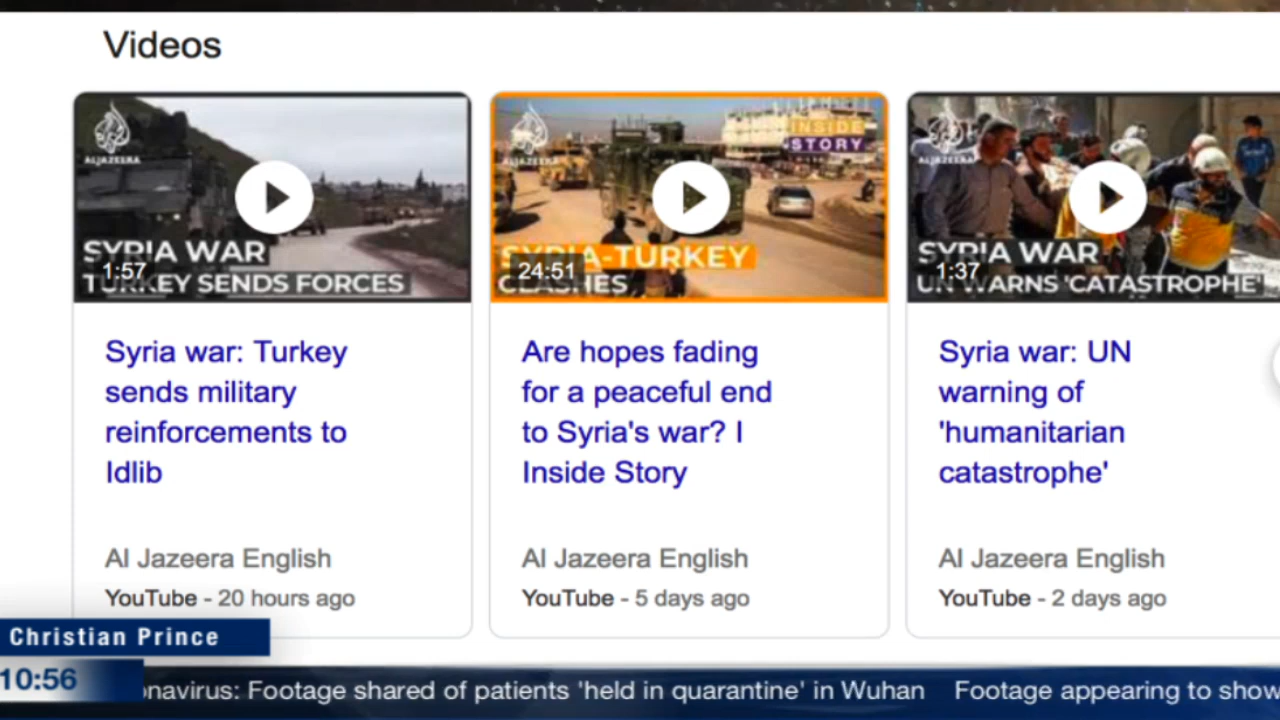 Videos
ALJAZEERA
SYRIA WAR
1:57
TURKEY SENDS FORCES
Syria war: Turkey
sends military
reinforcements to
Idlib
Al Jazeera English
YouTube - 20 hours ago
ALJAZEERA
INSIDE
STORY
SYRIA-TURKEY
24:51
CLASHES
Are hopes fading
for a peaceful end
to Syria's war? I
Inside Story
Al Jazeera English
YouTube - 5 days ago
ALJAZEERA
SYRIA WAR
1:37
UN WARNS 'CATASTROPHE'
Syria war: UN
warning of
'humanitarian
catastrophe'
Al Jazeera English
YouTube - 2 days ago
Christian Prince
10:56
onavirus: Footage shared of patients 'held in quarantine' in Wuhan Footage appearing to show